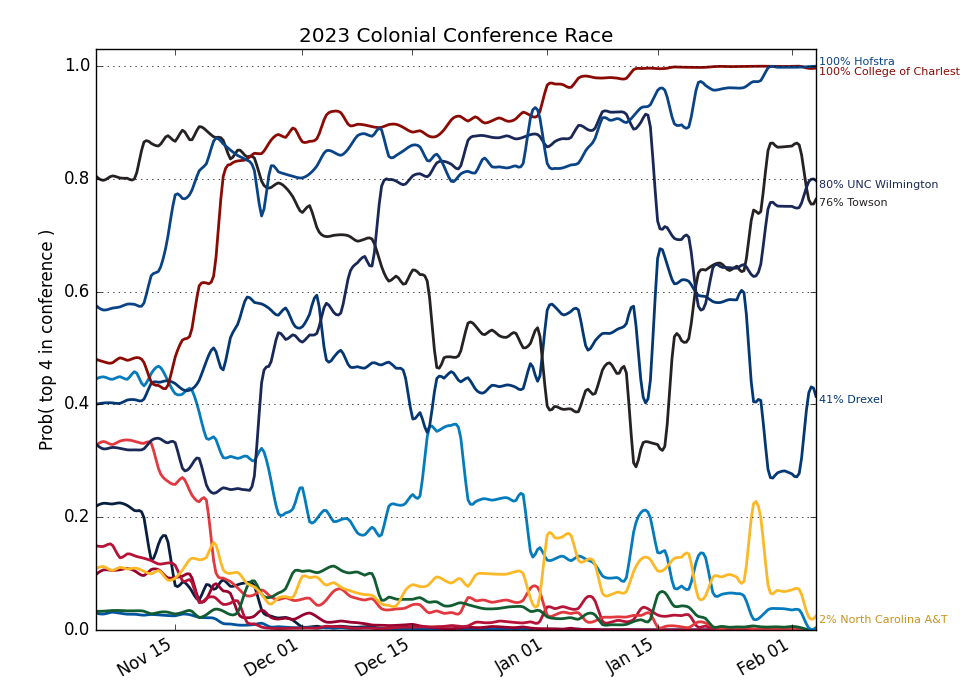 2023 Colonial Conference Race
Prob( top 4 in conference )
1.0
0.8
0.6
0.4
0.2
0.0
Nov 15
Dec 01
Dec 15
Jan 01
Jan 15
Feb 01
100% Hofstra
100% College of Charlest
80% UNC Wilmington
76% Towson
41% Drexel
2% North Carolina A&T